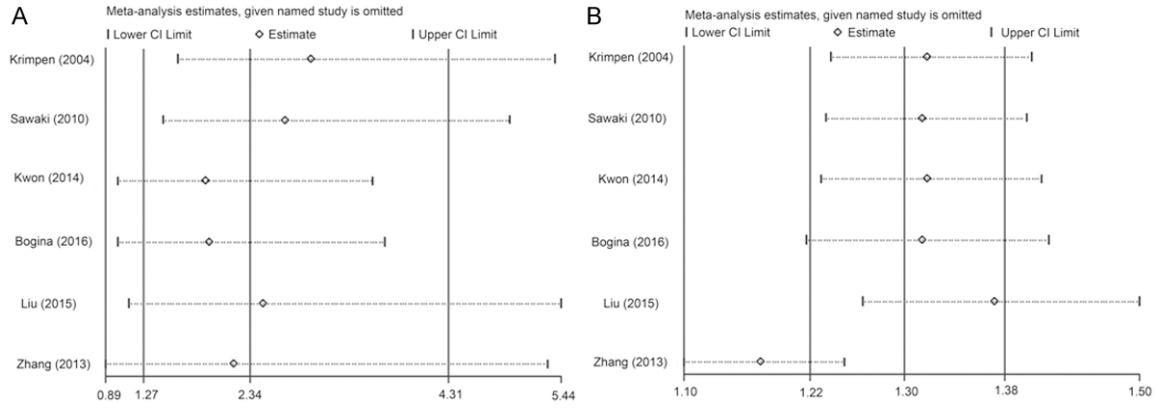 A
Meta-analysis estimates, given named study is omitted
Lower CI Limit Estimate Upper CI Limit
Krimpen (2004)
Sawaki (2010)
Kwon (2014)
Bogina (2016)
Liu (2015)
Zhang (2013)
0.89 1.27 2.34 4.31 5.44
B
Meta-analysis estimates, given named study is omitted
Lower CI Limit Estimate Upper CI Limit
Krimpen (2004)
Sawaki (2010)
Kwon (2014)
Bogina (2016)
Liu (2015)
Zhang (2013)
1.10 1.22 1.30 1.38 1.50